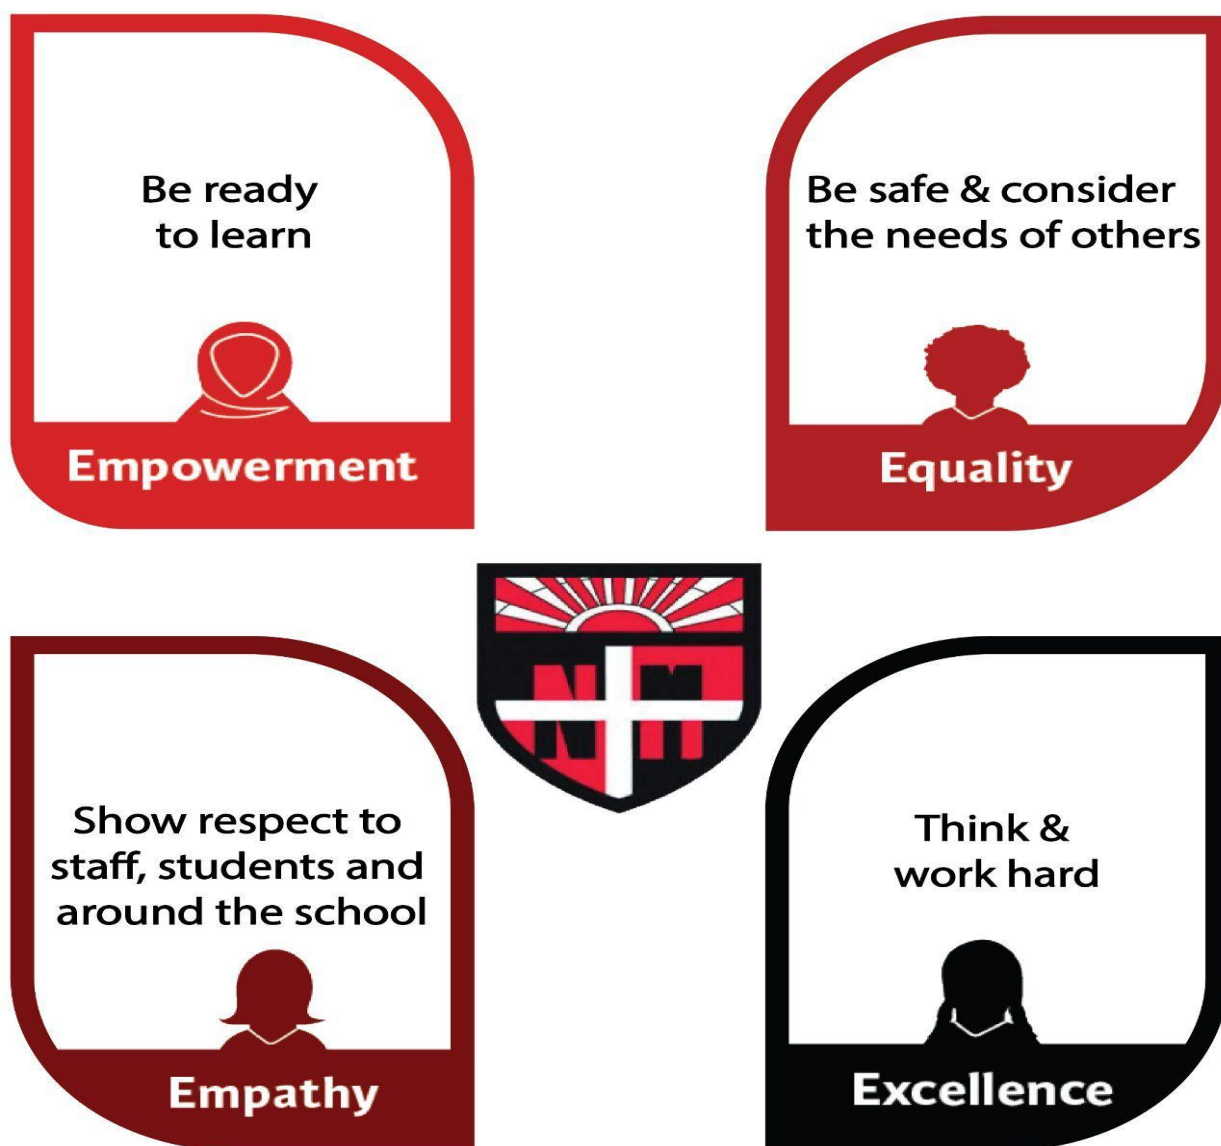 Be ready
to learn
Empowerment
Be safe & consider
the needs of others
Equality
NM
Show respect to
staff, students and
around the school
Empathy
Think &
work hard
Excellence